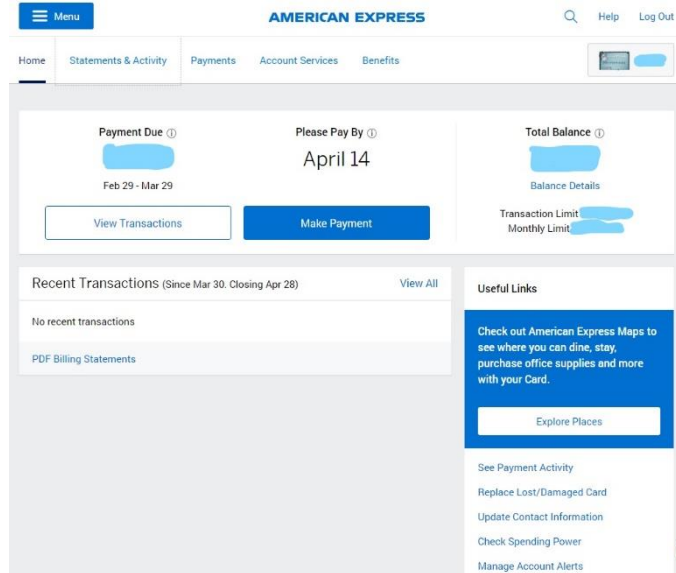 Menu
AMERICAN EXPRESS
Help
Log Out
Home
Statements & Activity
Payments
Account Services
Benefits
Payment Due
Feb 29 - Mar 29
Please Pay By
April 14
Total Balance
Balance Details
Transaction Limit
Monthly Limit
View Transactions
Make Payment
Recent Transactions (Since Mar 30. Closing Apr 28)
View All
No recent transactions
PDF Billing Statements
Useful Links
Check out American Express Maps to
see where you can dine, stay,
purchase office supplies and more
with your Card.
Explore Places
See Payment Activity
Replace Lost/Damaged Card
Update Contact Information
Check Spending Power
Manage Account Alerts